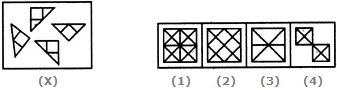 (X) (1) (2) (3) (4)